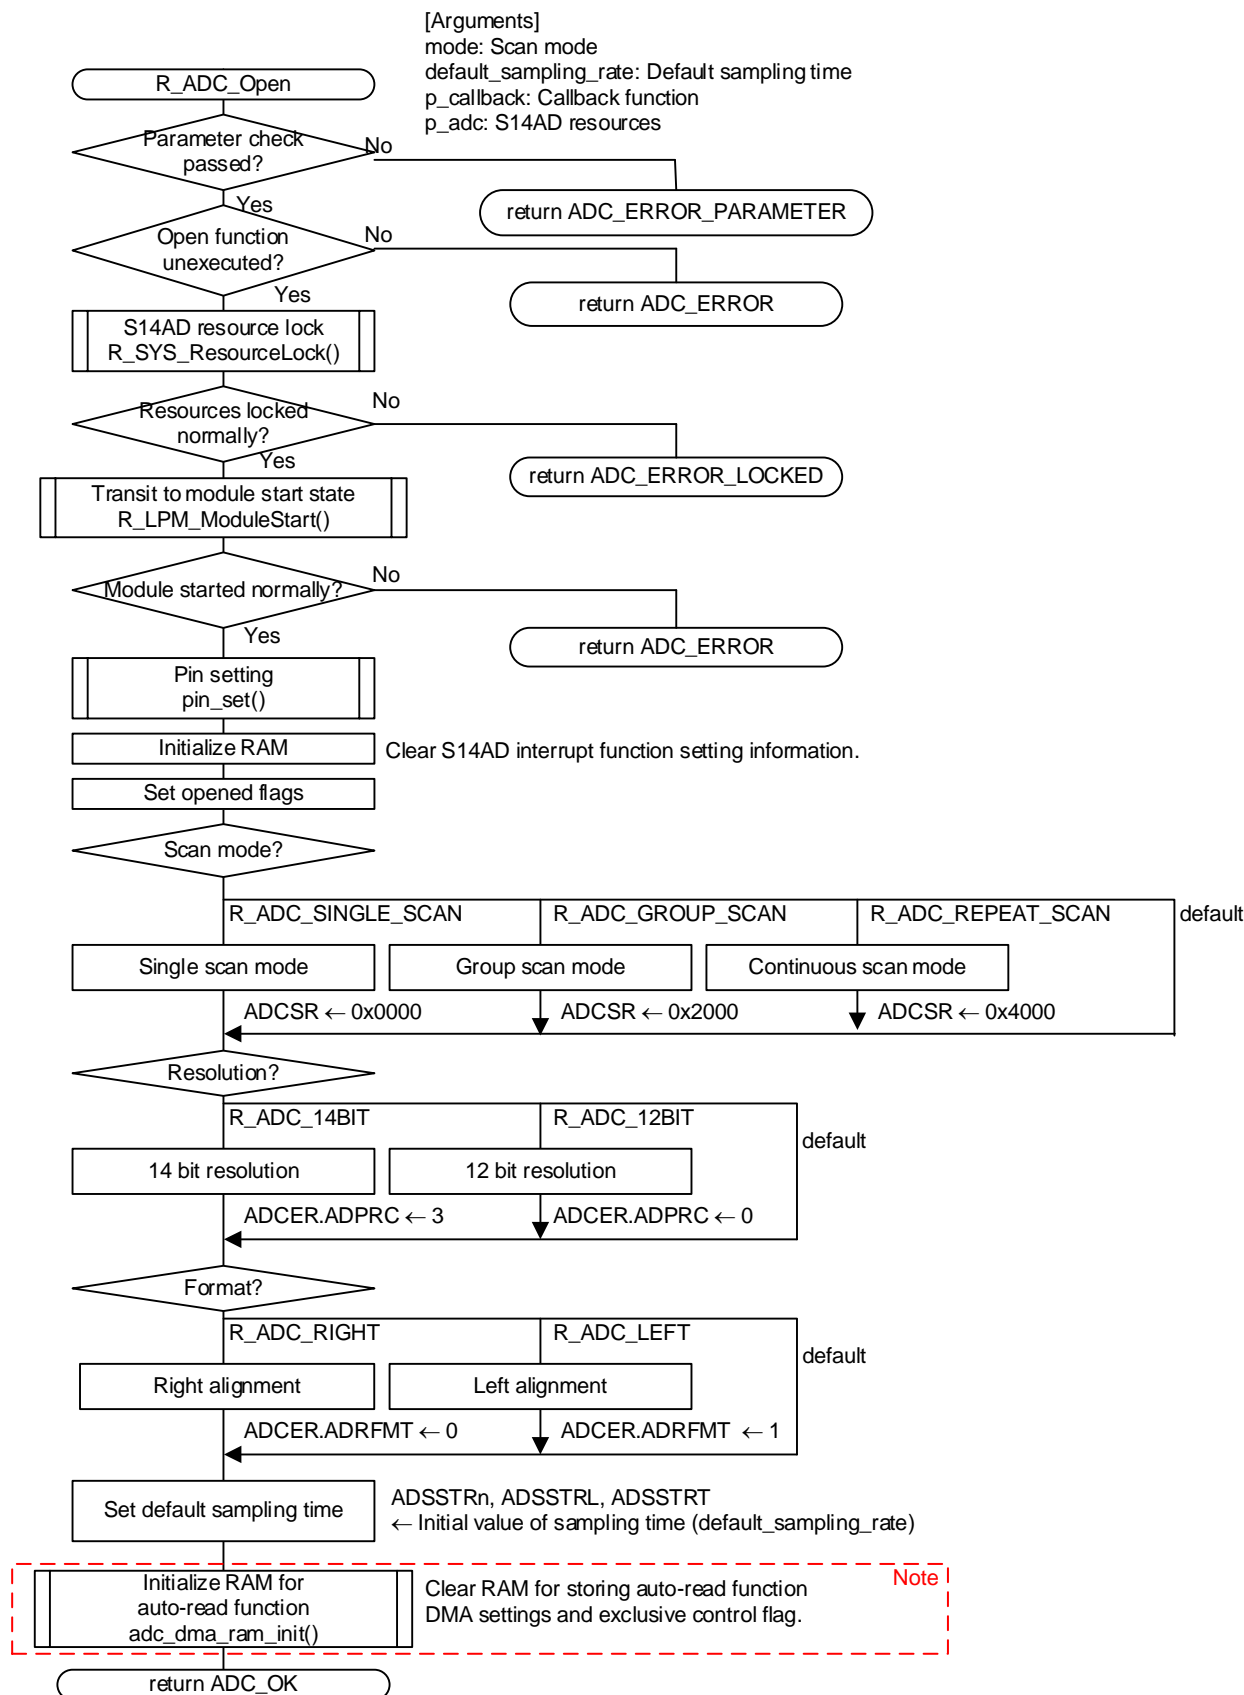 [Arguments]
mode: Scan mode
default_sampling_rate: Default sampling time
p_callback: Callback function
p_adc: S14AD resources
R_ADC_Open
Parameter check
passed?
No
return ADC_ERROR_PARAMETER
Yes
Open function
unexecuted?
No
return ADC_ERROR
Yes
S14AD resource lock
R_SYS_ResourceLock()
Resources locked
normally?
No
return ADC_ERROR_LOCKED
Yes
Transit to module start state
R_LPM_ModuleStart()
Module started normally?
No
return ADC_ERROR
Yes
Pin setting
pin_set()
Initialize RAM
Clear S14AD interrupt function setting information.
Set opened flags
Scan mode?
R_ADC_SINGLE_SCAN
R_ADC_GROUP_SCAN
R_ADC_REPEAT_SCAN
default
Single scan mode
Group scan mode
Continuous scan mode
ADCSR ← 0x0000
ADCSR ← 0x2000
ADCSR ← 0x4000
Resolution?
R_ADC_14BIT
R_ADC_12BIT
default
14 bit resolution
12 bit resolution
ADCER.ADPRC ← 3
ADCER.ADPRC ← 0
Format?
R_ADC_RIGHT
R_ADC_LEFT
default
Right alignment
Left alignment
ADCER.ADRFMT ← 0
ADCER.ADRFMT ← 1
Set default sampling time
ADSSTRn, ADSSTRL, ADSSTRT
← Initial value of sampling time (default_sampling_rate)
Note
Initialize RAM for
auto-read function
adc_dma_ram_init()
Clear RAM for storing auto-read function
DMA settings and exclusive control flag.
return ADC_OK